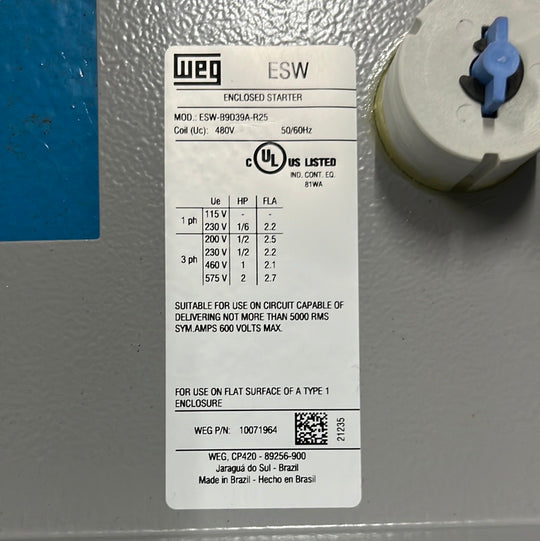 WEG ESW
ENCLOSED STARTER
MOD.: ESW-B9D39A-R25
Coil (Uc): 480V 50/60Hz
C UL US LISTED
IND. CONT. EQ.
81WA
Ue HP FLA
1 ph 115 V - -
230 V 1/6 2.2
3 ph 200 V 1/2 2.5
230 V 1/2 2.2
460 V 1 2.1
575 V 2 2.7
SUITABLE FOR USE ON CIRCUIT CAPABLE OF
DELIVERING NOT MORE THAN 5000 RMS
SYM.AMPS 600 VOLTS MAX.
FOR USE ON FLAT SURFACE OF A TYPE 1
ENCLOSURE
WEG P/N: 10071964
21235
WEG, CP420 - 89256-900
Jaraguá do Sul - Brazil
Made in Brazil - Hecho en Brasil